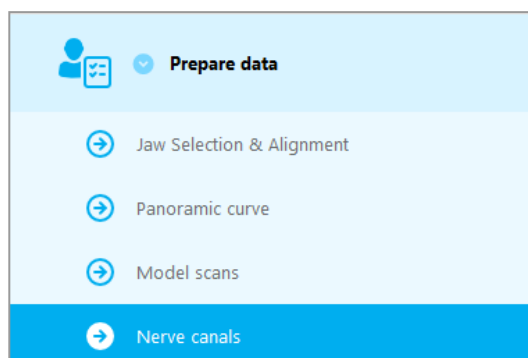 Prepare data
Jaw Selection & Alignment
Panoramic curve
Model scans
Nerve canals